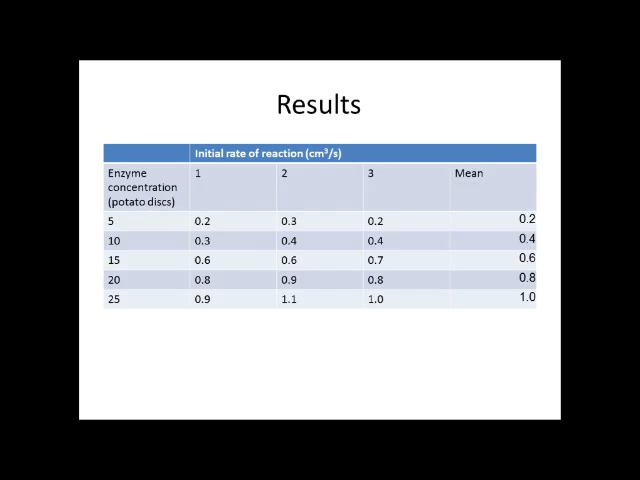 Results
Initial rate of reaction (cm³/s)
Enzyme concentration (potato discs) 1 2 3 Mean
5 0.2 0.3 0.2 0.2
10 0.3 0.4 0.4 0.4
15 0.6 0.6 0.7 0.6
20 0.8 0.9 0.8 0.8
25 0.9 1.1 1.0 1.0